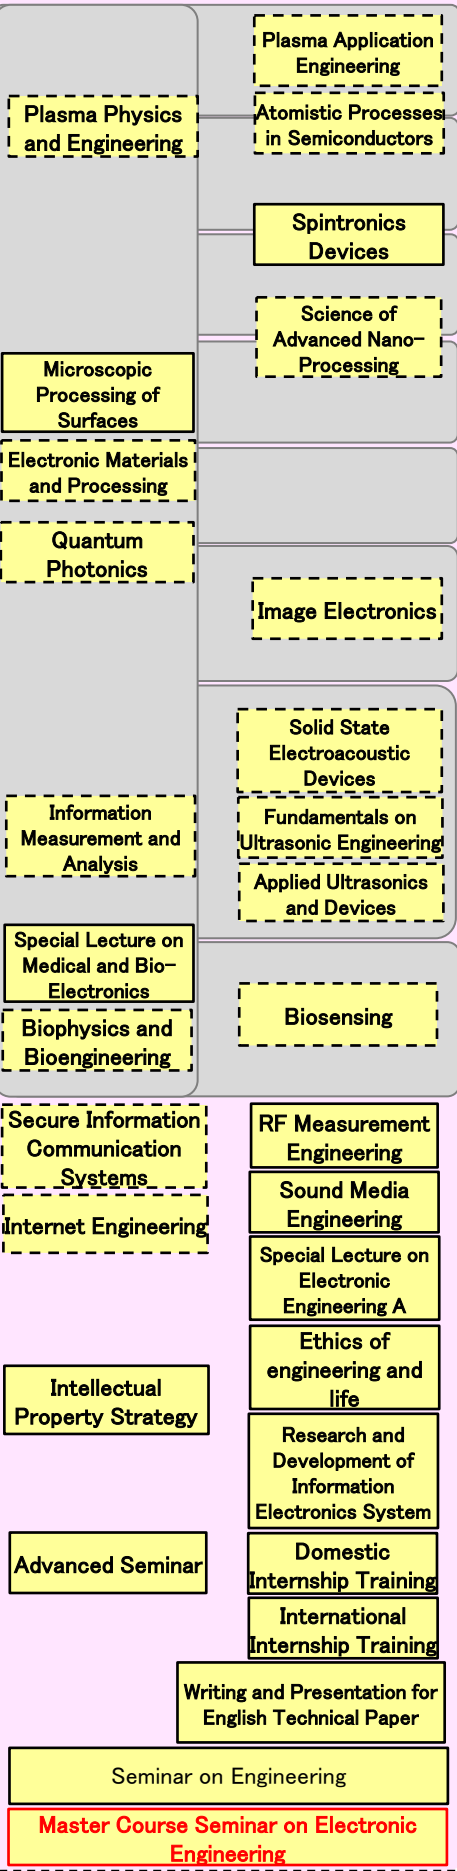 Plasma Application
Engineering
Plasma Physics
and Engineering
Atomistic Processes
in Semiconductors
Spintronics
Devices
Science of
Advanced Nano-
Processing
Microscopic
Processing of
Surfaces
Electronic Materials
and Processing
Quantum
Photonics
Image Electronics
Solid State
Electroacoustic
Devices
Information
Measurement and
Analysis
Fundamentals on
Ultrasonic Engineering
Applied Ultrasonics
and Devices
Special Lecture on
Medical and Bio-
Electronics
Biophysics and
Bioengineering
Biosensing
Secure Information
Communication
Systems
RF Measurement
Engineering
Internet Engineering
Sound Media
Engineering
Special Lecture on
Electronic
Engineering A
Ethics of
engineering and
life
Intellectual
Property Strategy
Research and
Development of
Information
Electronics System
Advanced Seminar
Domestic
Internship Training
International
Internship Training
Writing and Presentation for
English Technical Paper
Seminar on Engineering
Master Course Seminar on Electronic
Engineering